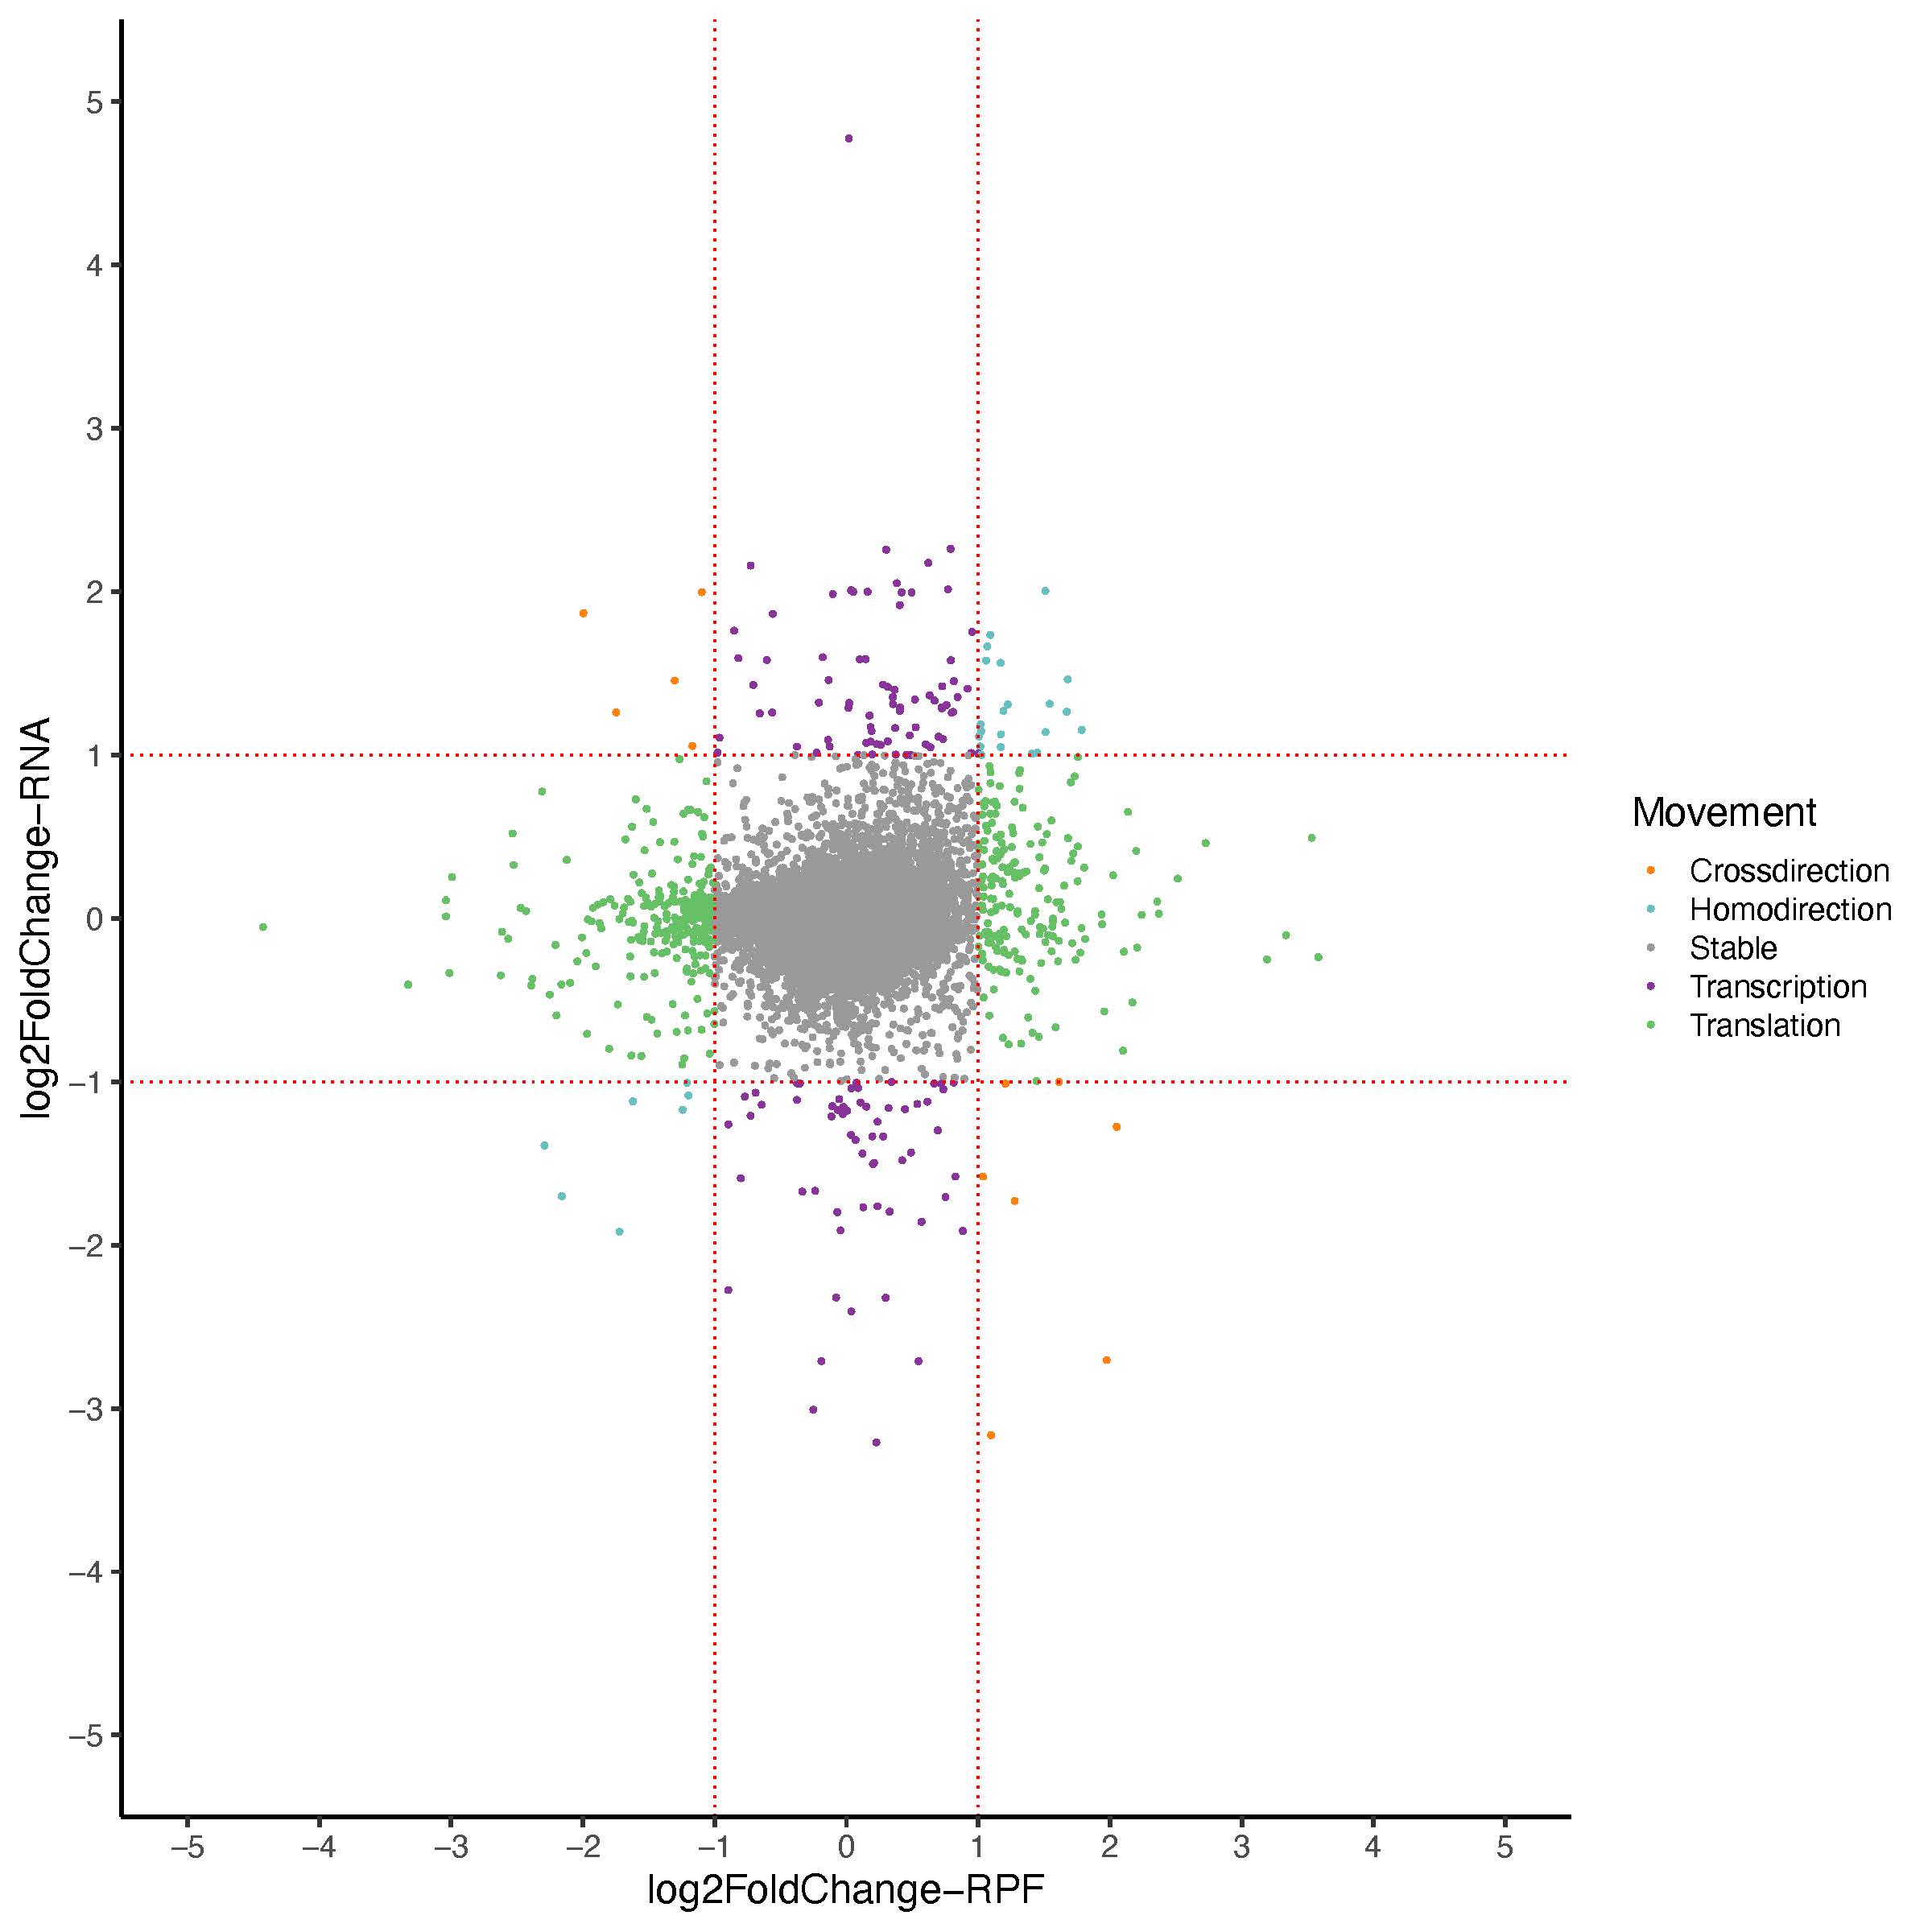 5
4
3
2
1
0
−1
−2
−3
−4
−5
log2FoldChange−RNA
−5 −4 −3 −2 −1 0 1 2 3 4 5
log2FoldChange−RPF
Movement
Crossdirection
Homodirection
Stable
Transcription
Translation